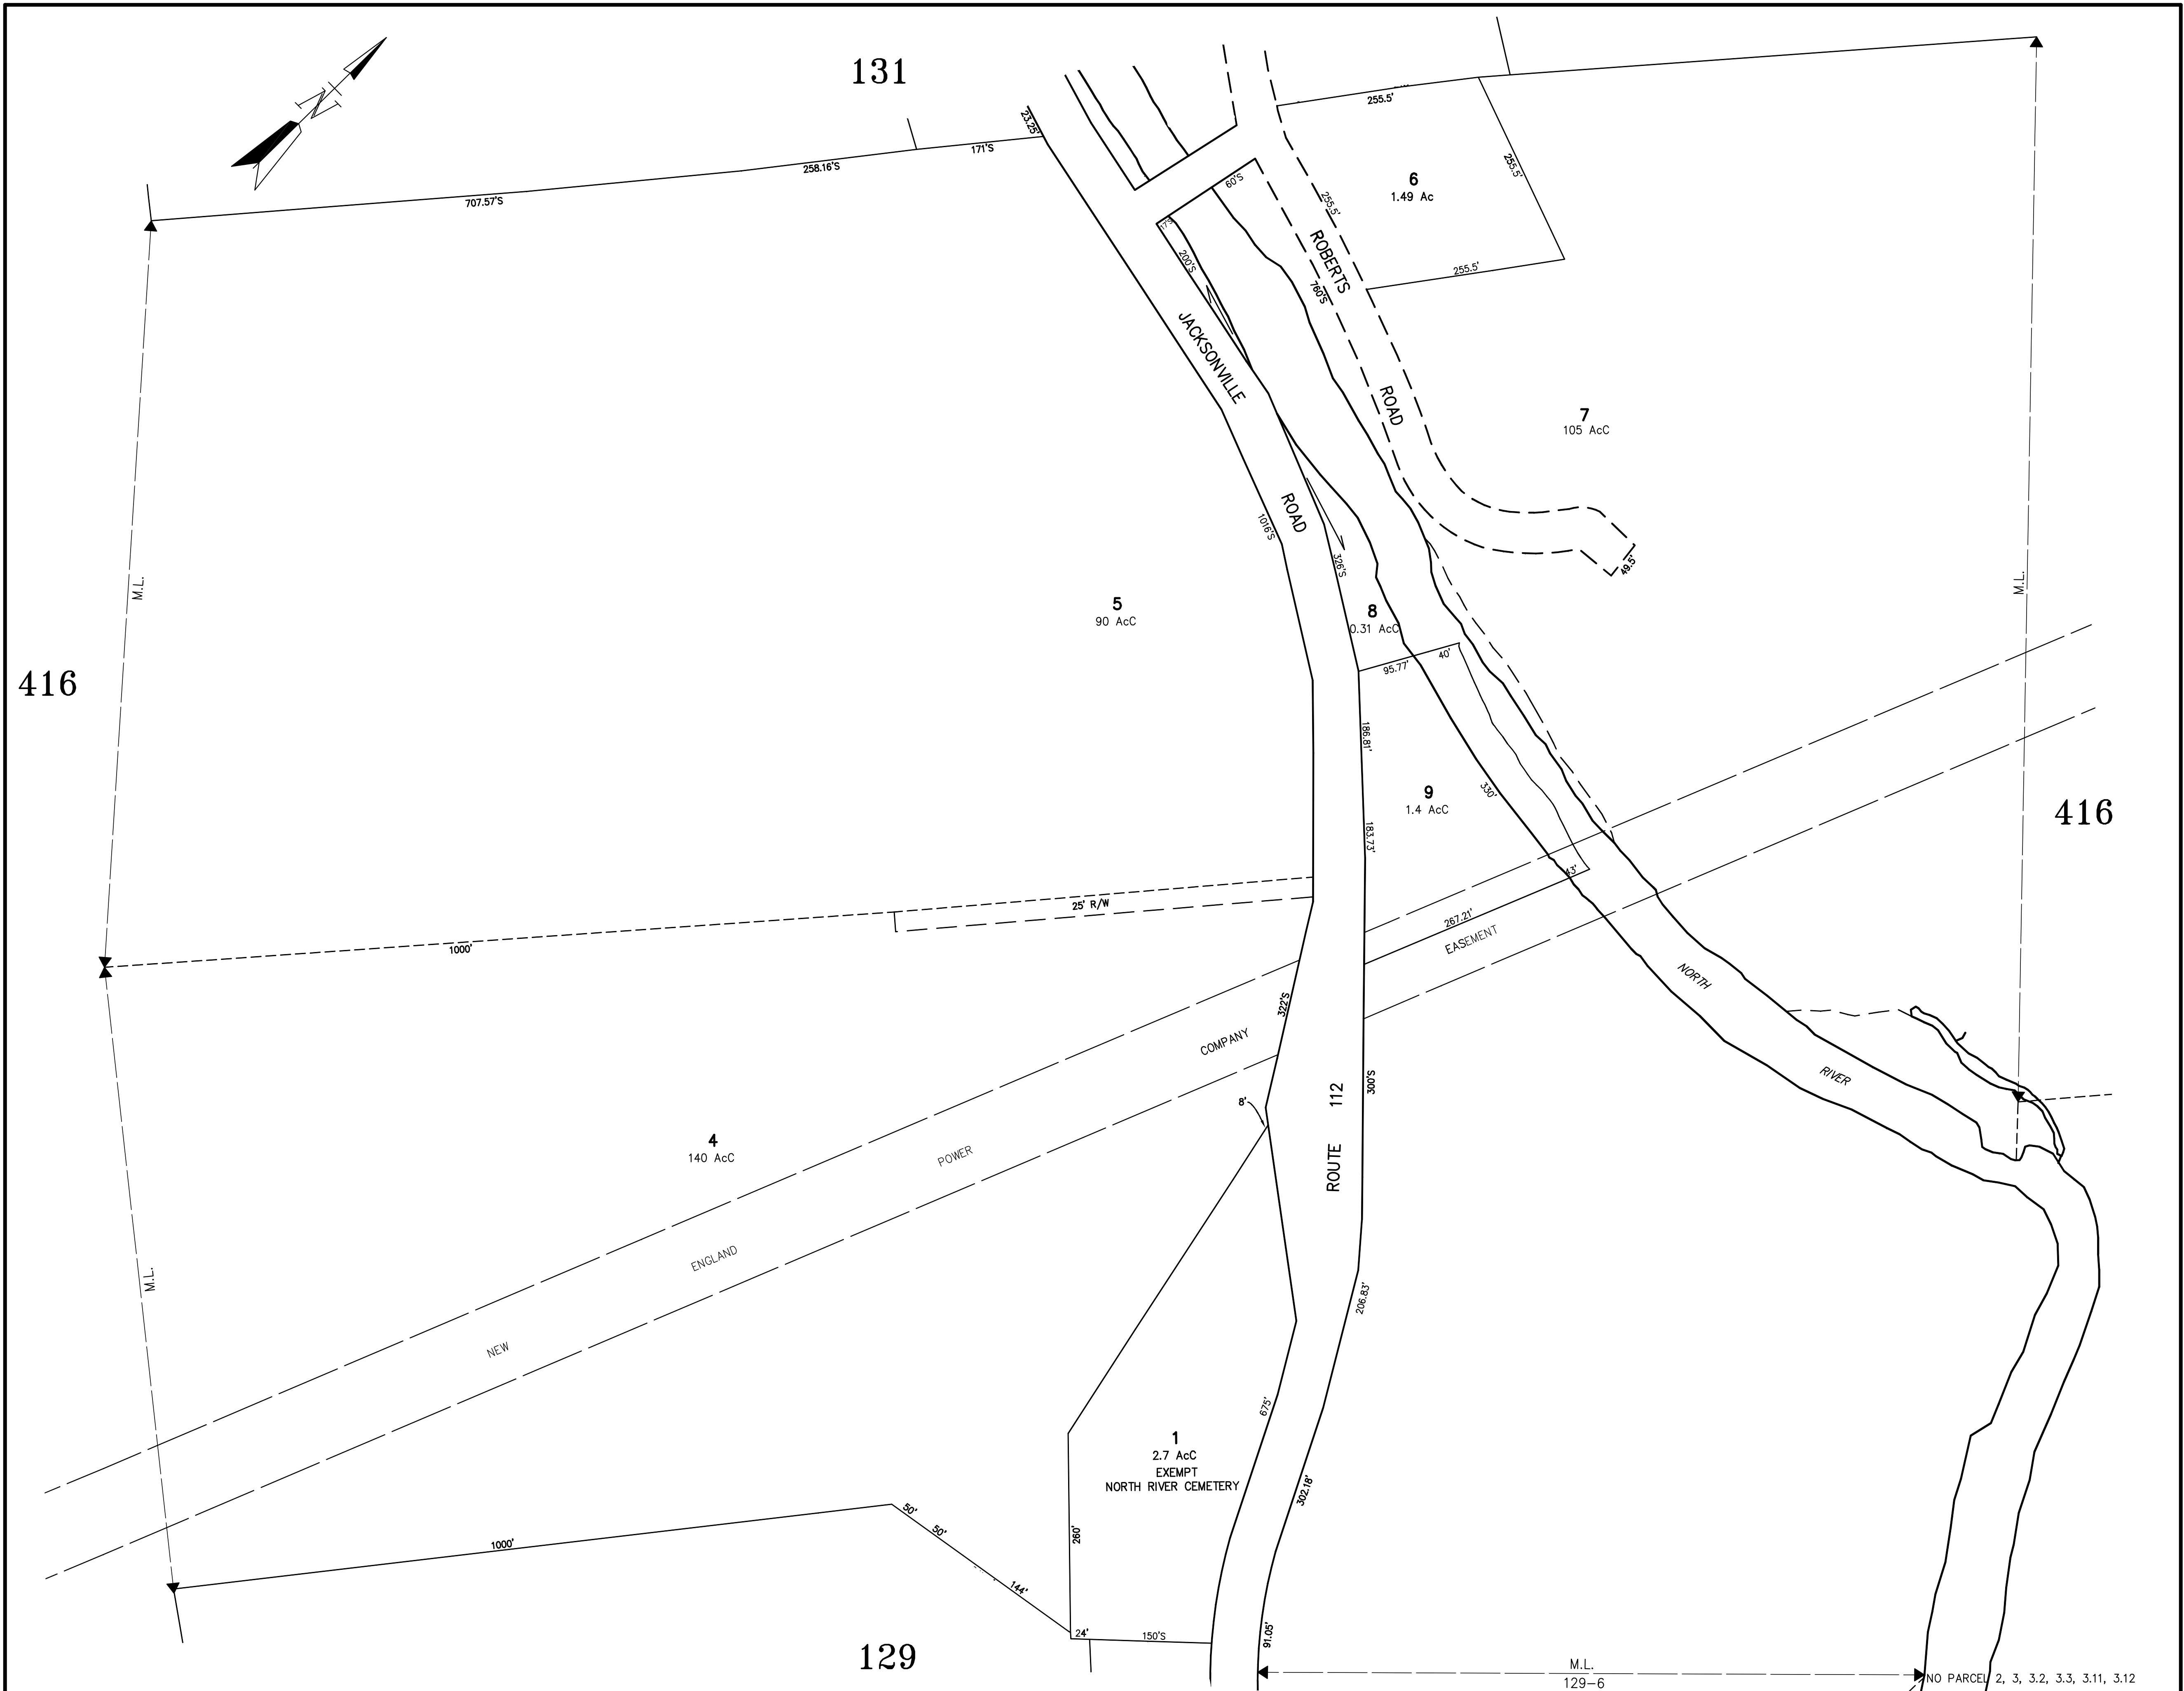 131
N
23.25'
171'S
258.16'S
707.57'S
255.5'
255.5'
6
1.49 Ac
255.5'
255.5'
60'S
17'S
200'S
ROBERTS
ROAD
760'S
JACKSONVILLE
ROAD
7
105 AcC
49.5'
1016'S
326'S
M.L.
M.L.
5
90 AcC
8
0.31 AcC
95.77'
40'
416
416
186.81'
9
1.4 AcC
330'
183.73'
43'
25' R/W
1000'
267.21'
EASEMENT
NORTH
RIVER
322'S
COMPANY
8'
ROUTE 112
300'S
4
140 AcC
POWER
ENGLAND
NEW
M.L.
206.83'
675'
1
2.7 AcC
EXEMPT
NORTH RIVER CEMETERY
302.18'
50'
50'
1000'
144'
260'
24'
150'S
91.05'
129
M.L.
129-6
NO PARCEL 2, 3, 3.2, 3.3, 3.11, 3.12